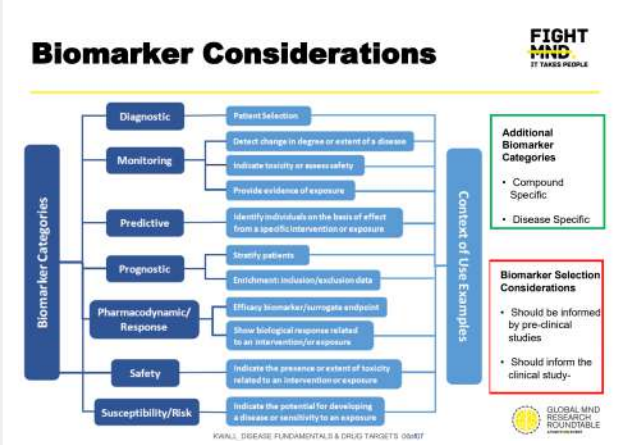 Biomarker Considerations
FIGHT
MND.
IT TAKES PEOPLE
Biomarker Categories
Diagnostic
Patient Selection
Monitoring
Detect change in degree or extent of a disease
Indicate toxicity or assess safety
Provide evidence of exposure
Predictive
Identify individuals on the basis of effect
from a specific intervention or exposure
Prognostic
Stratify patients
Enrichment: inclusion/exclusion data
Pharmacodynamic/
Response
Efficacy biomarker/surrogate endpoint
Show biological response related
to an intervention/or exposure
Safety
Indicate the presence or extent of toxicity
related to an intervention or exposure
Susceptibility/Risk
Indicate the potential for developing
a disease or sensitivity to an exposure
Context of Use Examples
Additional
Biomarker
Categories
• Compound
Specific
• Disease Specific
Biomarker Selection
Considerations
• Should be informed
by pre-clinical
studies
• Should inform the
clinical study-
KWALL, DISEASE FUNDAMENTALS & DRUG TARGETS
GLOBAL MND
RESEARCH
ROUNDTABLE